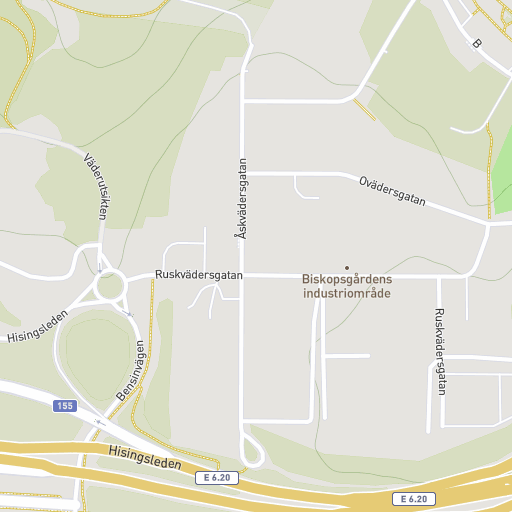 B
Väderutsikten
Åskvädersgatan
Ovädersgatan
Ruskvädersgatan
Biskopsgårdens
industriområde
Hisingsleden
Ruskvädersgatan
Bensinvägen
155
Hisingsleden
E 6.20
E 6.20